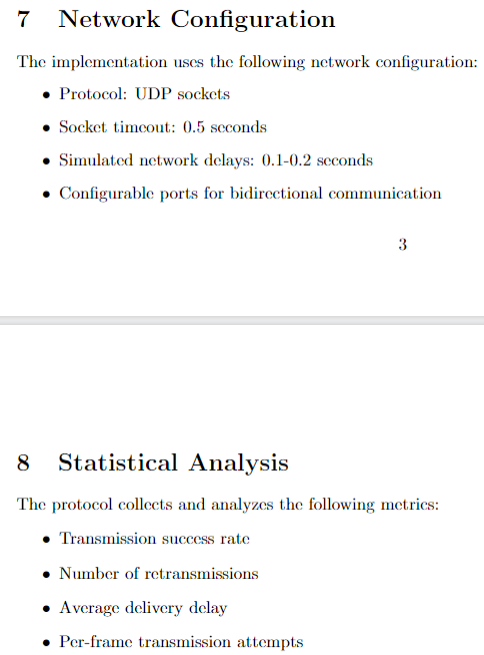 7 Network Configuration
The implementation uses the following network configuration:
• Protocol: UDP sockets
• Socket timeout: 0.5 seconds
• Simulated network delays: 0.1-0.2 seconds
• Configurable ports for bidirectional communication
3
8 Statistical Analysis
The protocol collects and analyzes the following metrics:
• Transmission success rate
• Number of retransmissions
• Average delivery delay
• Per-frame transmission attempts